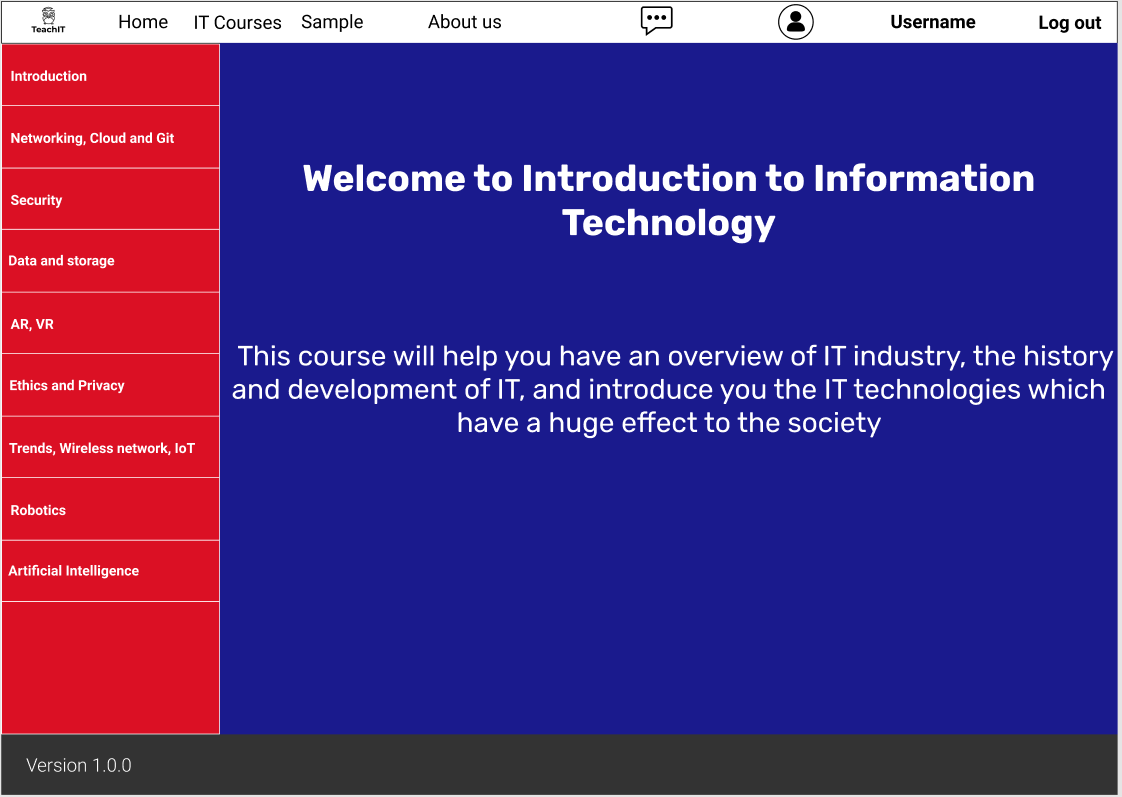 TeachIT
Home IT Courses Sample About us Username Log out
Introduction
Networking, Cloud and Git
Security
Data and storage
AR, VR
Ethics and Privacy
Trends, Wireless network, IoT
Robotics
Artificial Intelligence
Welcome to Introduction to Information
Technology
This course will help you have an overview of IT industry, the history
and development of IT, and introduce you the IT technologies which
have a huge effect to the society
Version 1.0.0